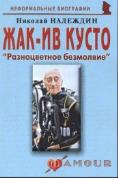 НЕФОРМАЛЬНЫЕ БИОГРАФИИ
Николай НАДЕЖДИН
ЖАК-ИВ КУСТО
"Разноцветное безмолвие"
AMOUR